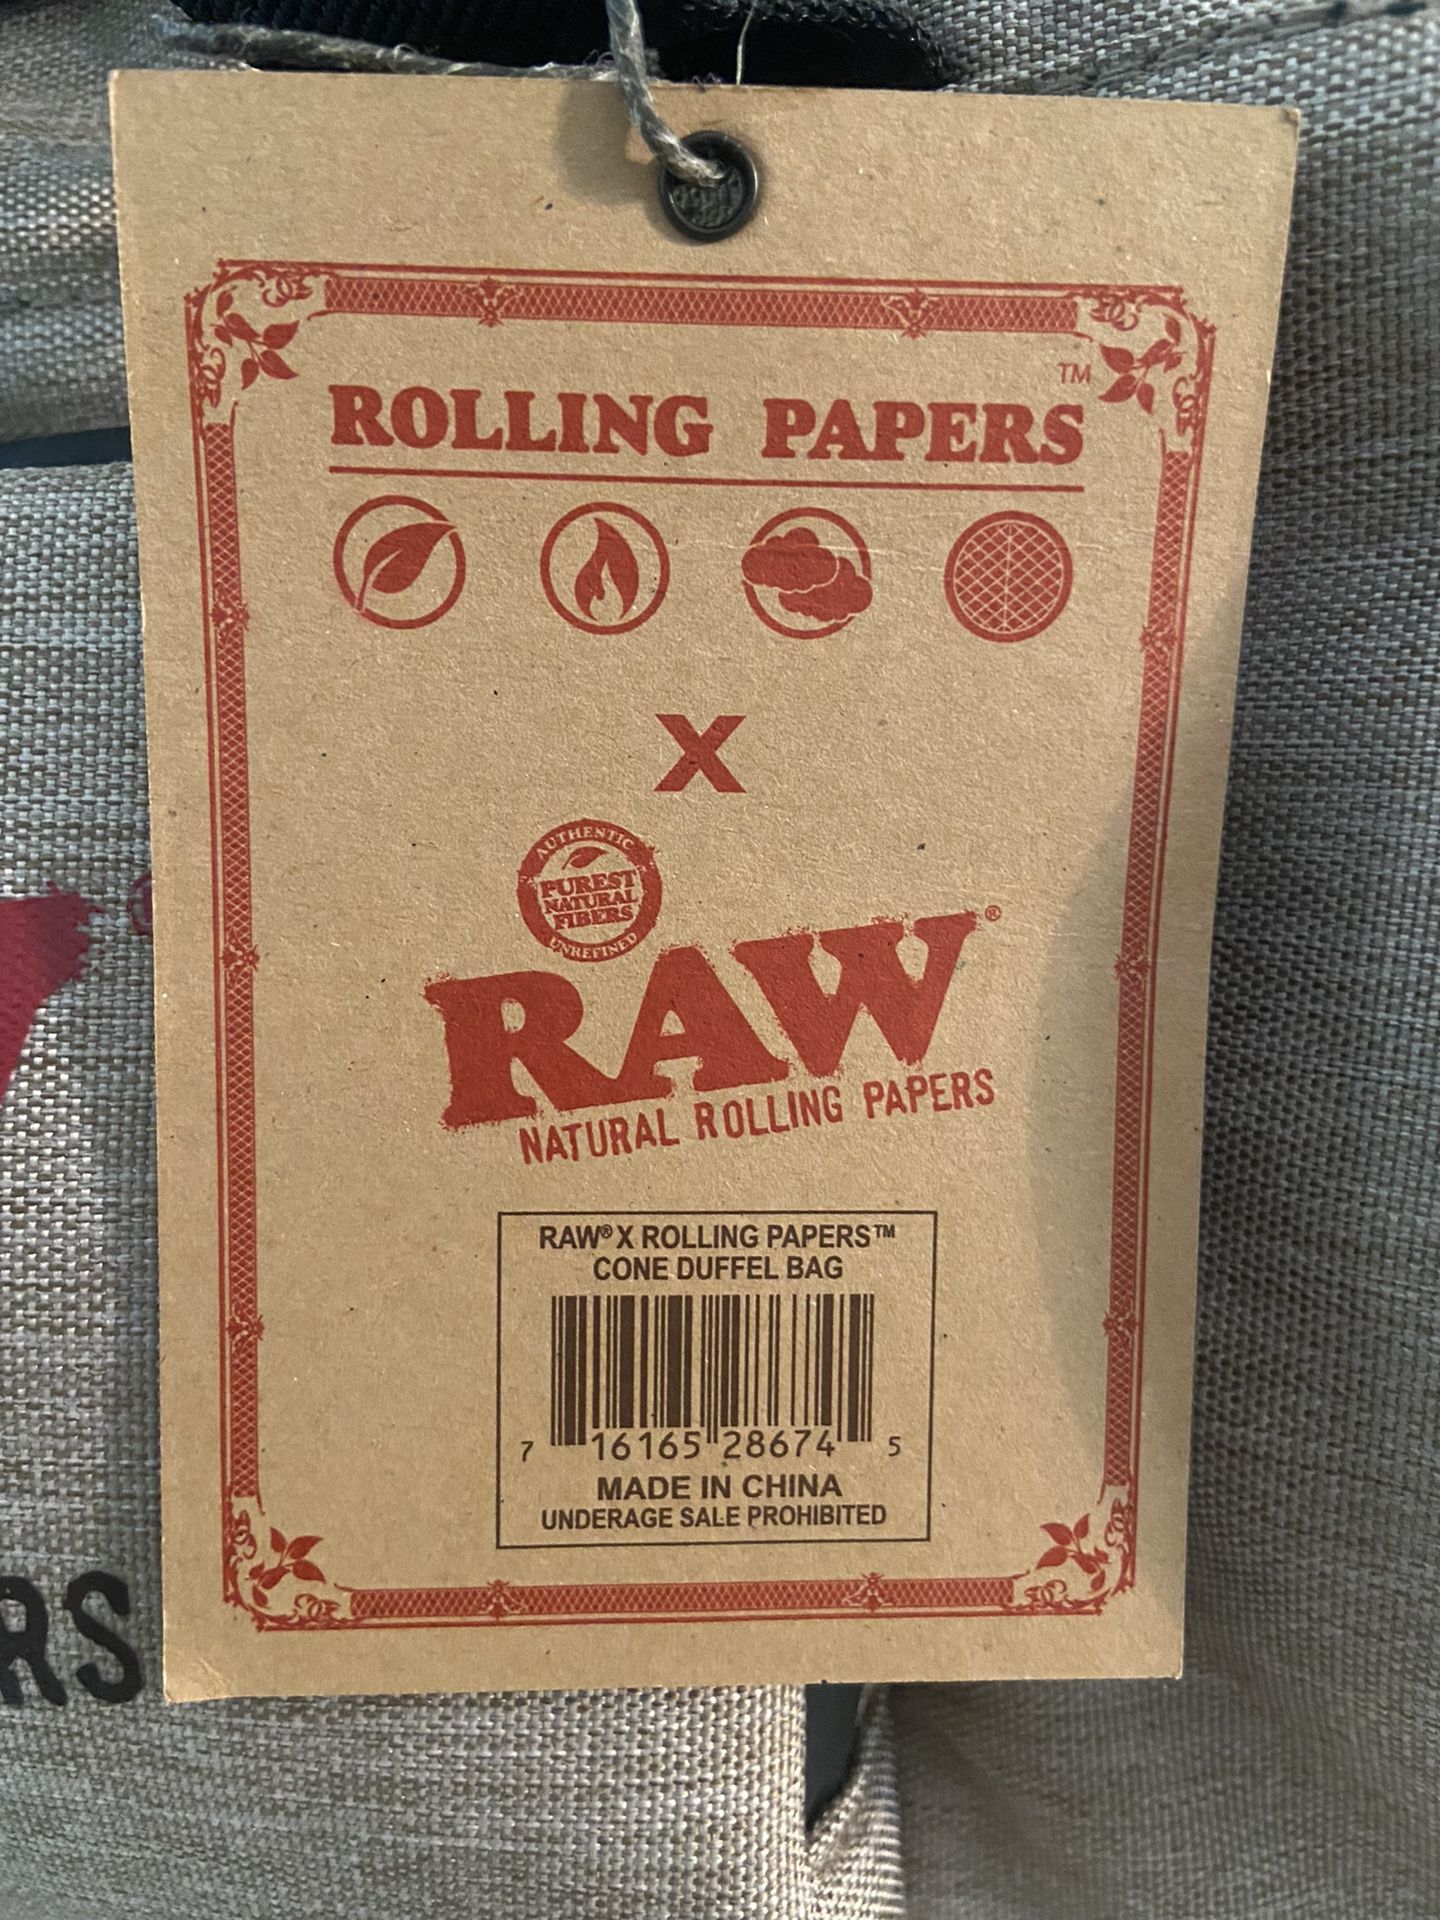 ROLLING PAPERS™
X
AUTHENTIC
PUREST
NATURAL
FIBERS
UNREFINED
RAW®
NATURAL ROLLING PAPERS
RAW® X ROLLING PAPERS™
CONE DUFFEL BAG
7 16165 28674 5
MADE IN CHINA
UNDERAGE SALE PROHIBITED
®
RS